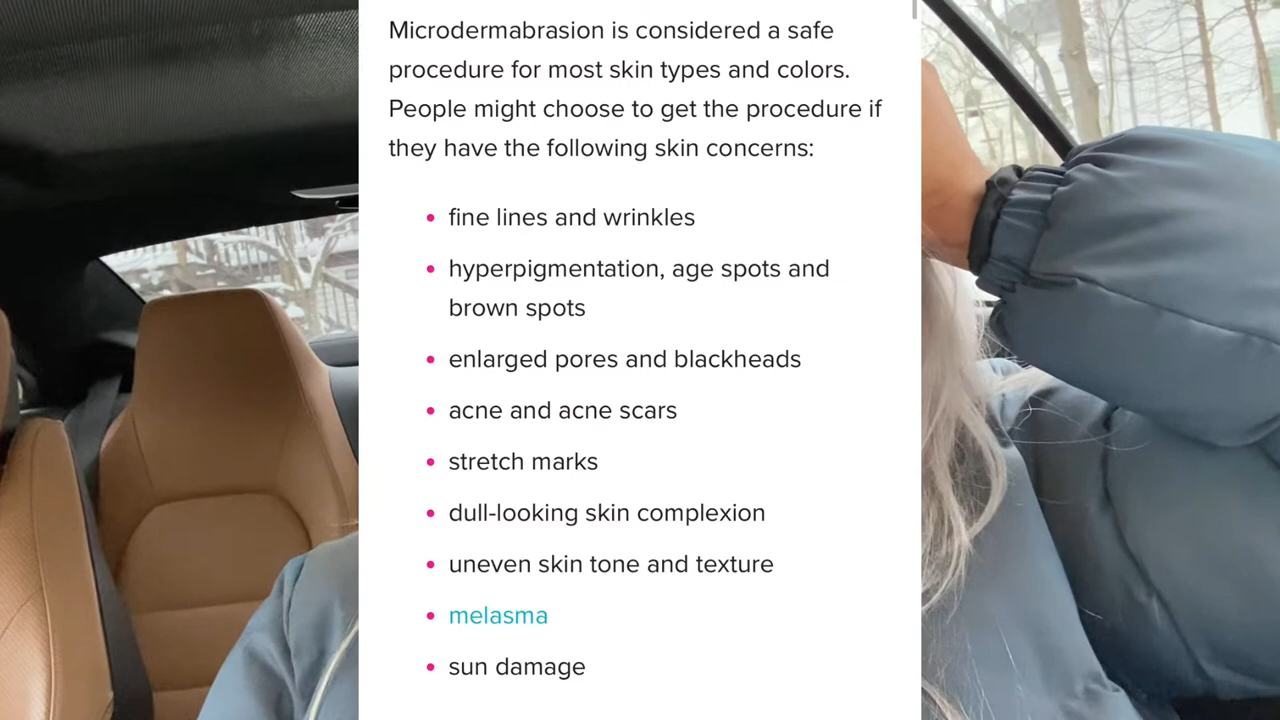 Microdermabrasion is considered a safe
procedure for most skin types and colors.
People might choose to get the procedure if
they have the following skin concerns:
• fine lines and wrinkles
• hyperpigmentation, age spots and
brown spots
• enlarged pores and blackheads
• acne and acne scars
• stretch marks
• dull-looking skin complexion
• uneven skin tone and texture
• melasma
• sun damage